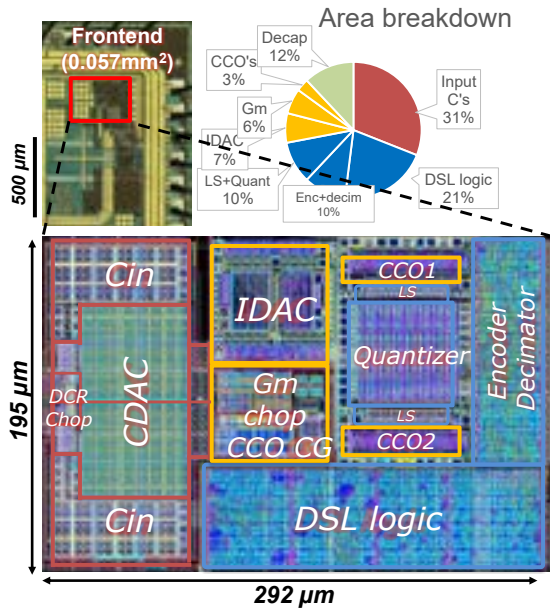 Area breakdown
Frontend
(0.057mm²)
Decap
12%
CCO's
3%
Gm
6%
IDAC
7%
LS+Quant
10%
Enc+decim
10%
Input
C's
31%
DSL logic
21%
500 µm
Cin
IDAC
CCO1
LS
Quantizer
Encoder
Decimator
DCR
Chop
CDAC
Gm
chop
CCO CG
LS
CCO2
Cin
DSL logic
195 µm
292 µm